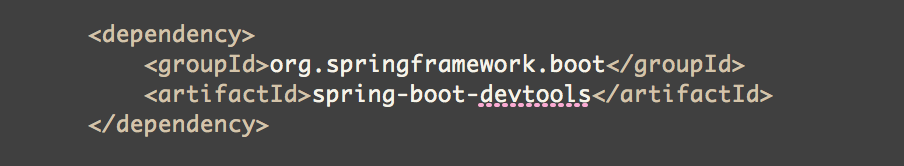 <dependency>
    <groupId>org.springframework.boot</groupId>
    <artifactId>spring-boot-devtools</artifactId>
</dependency>